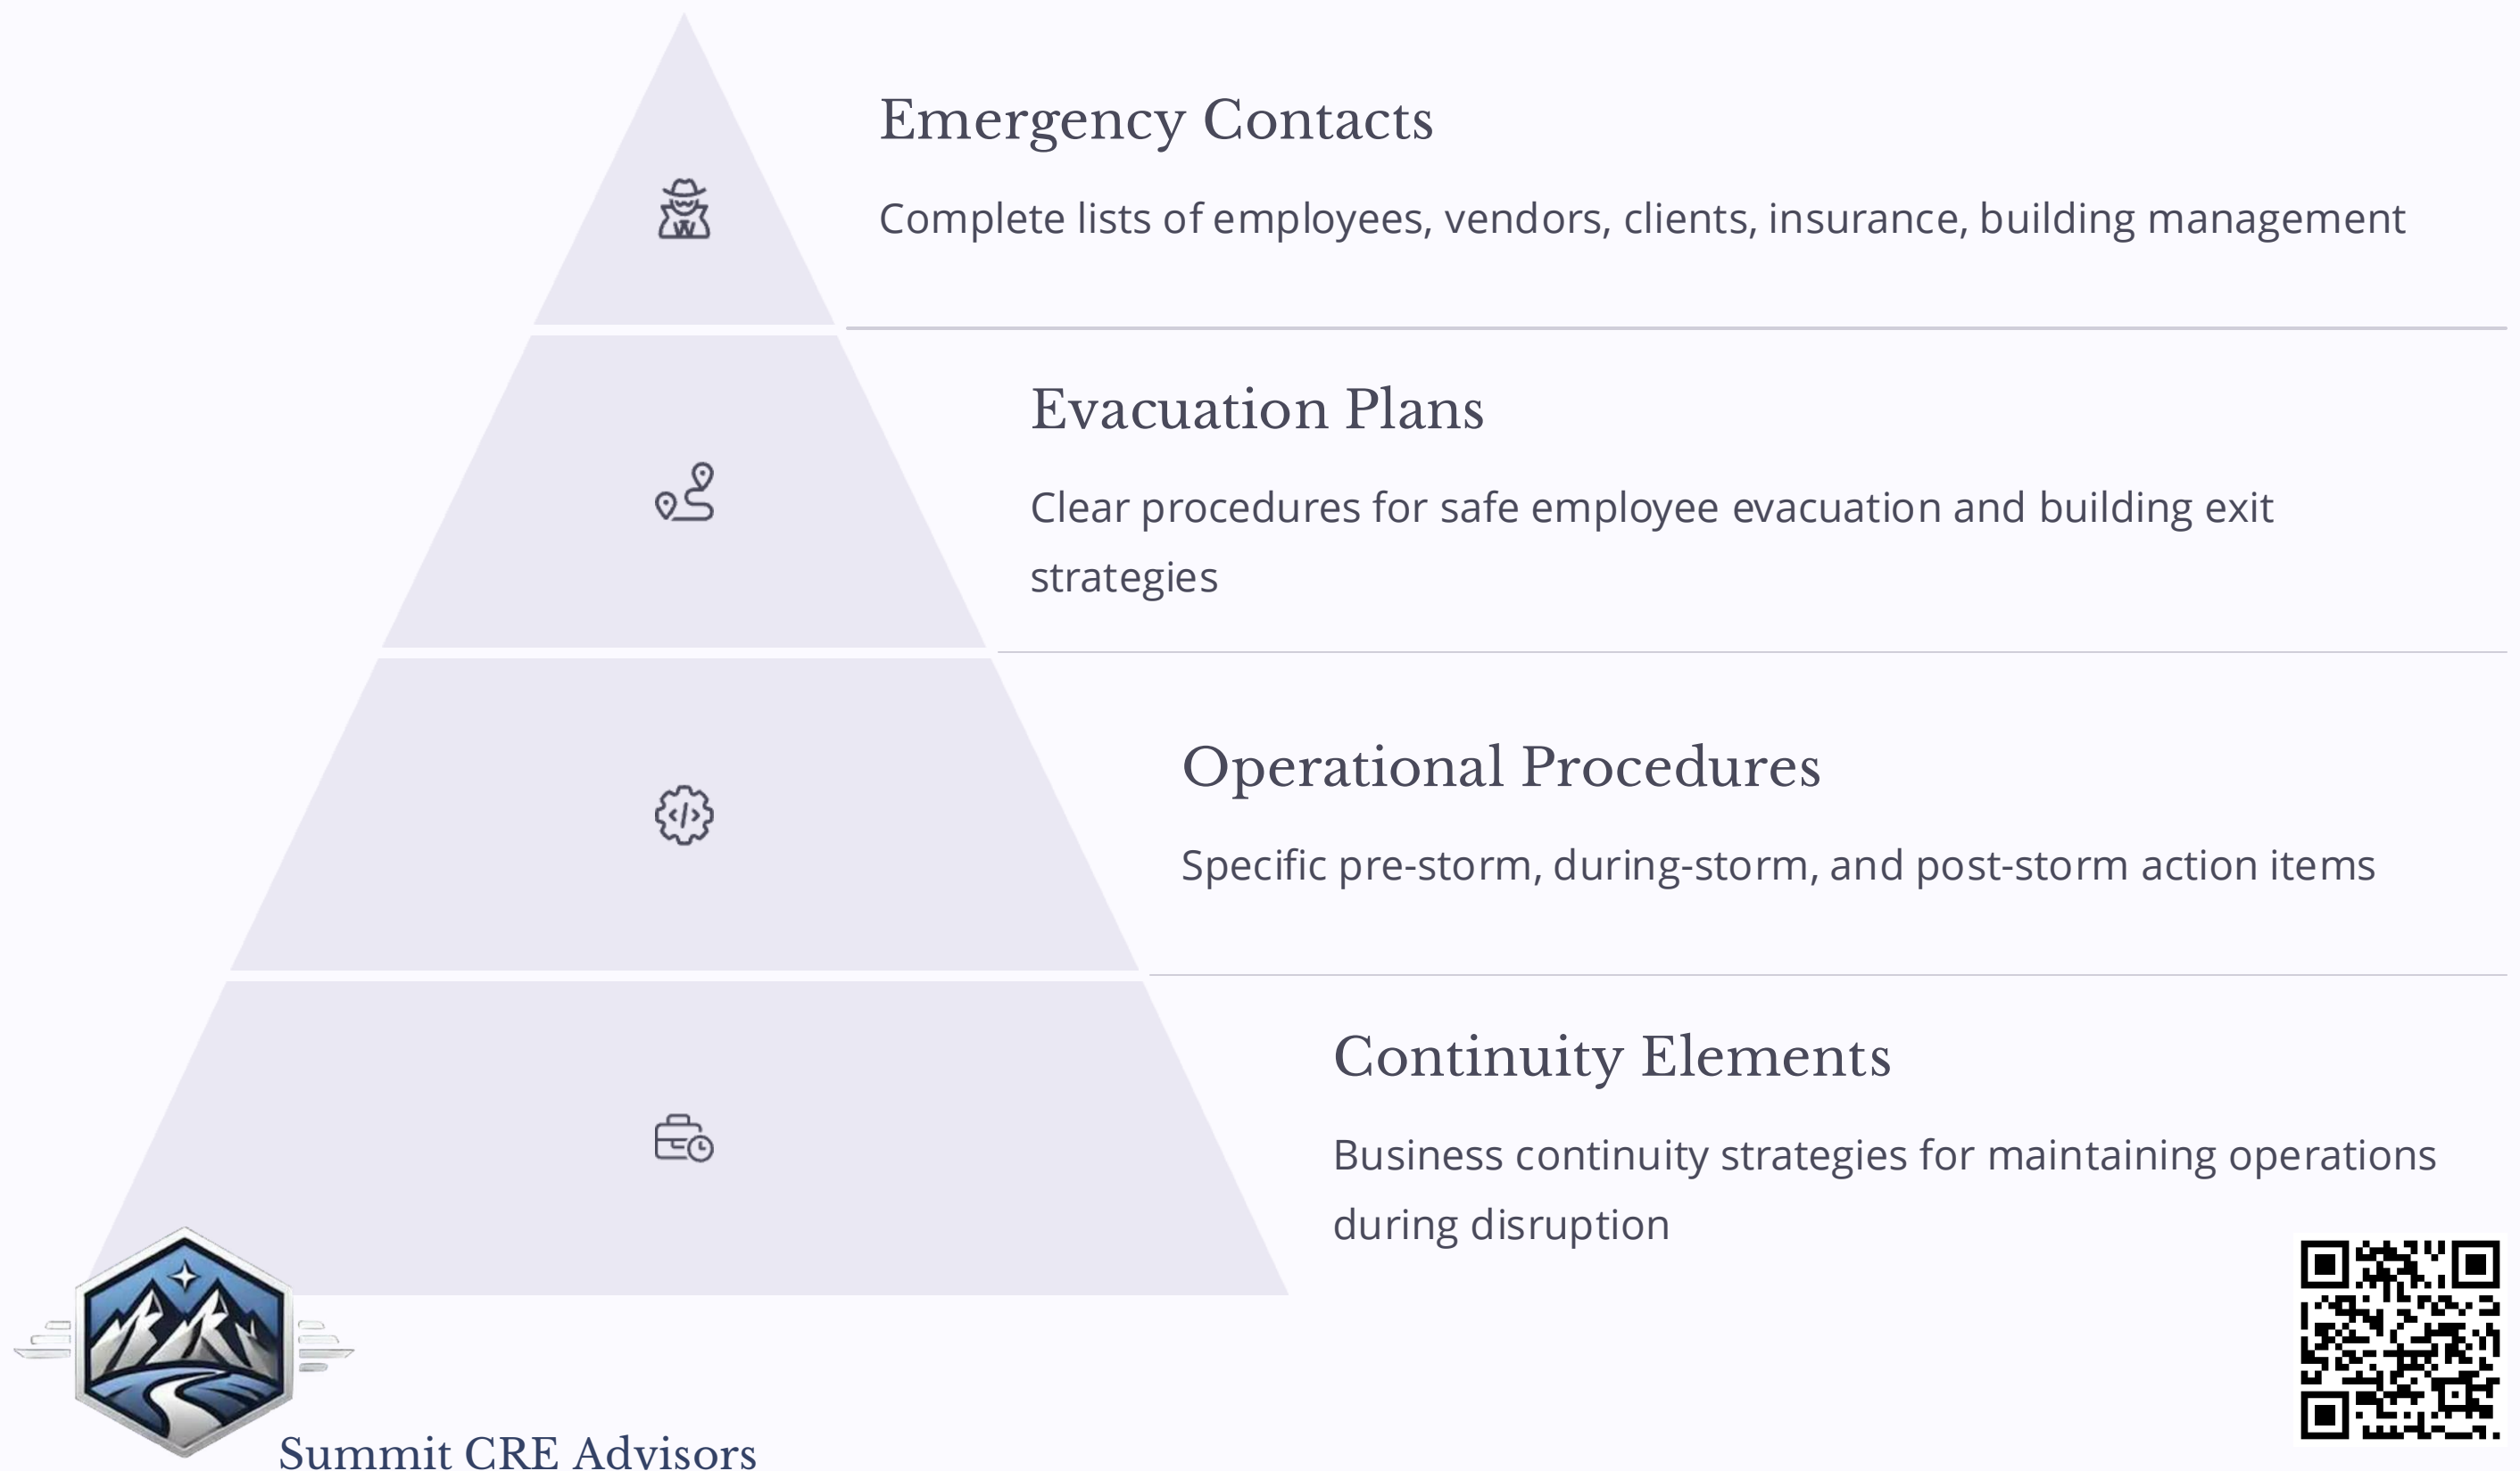 Emergency Contacts
Complete lists of employees, vendors, clients, insurance, building management
Evacuation Plans
Clear procedures for safe employee evacuation and building exit
strategies
Operational Procedures
Specific pre-storm, during-storm, and post-storm action items
Continuity Elements
Business continuity strategies for maintaining operations
during disruption
Summit CRE Advisors